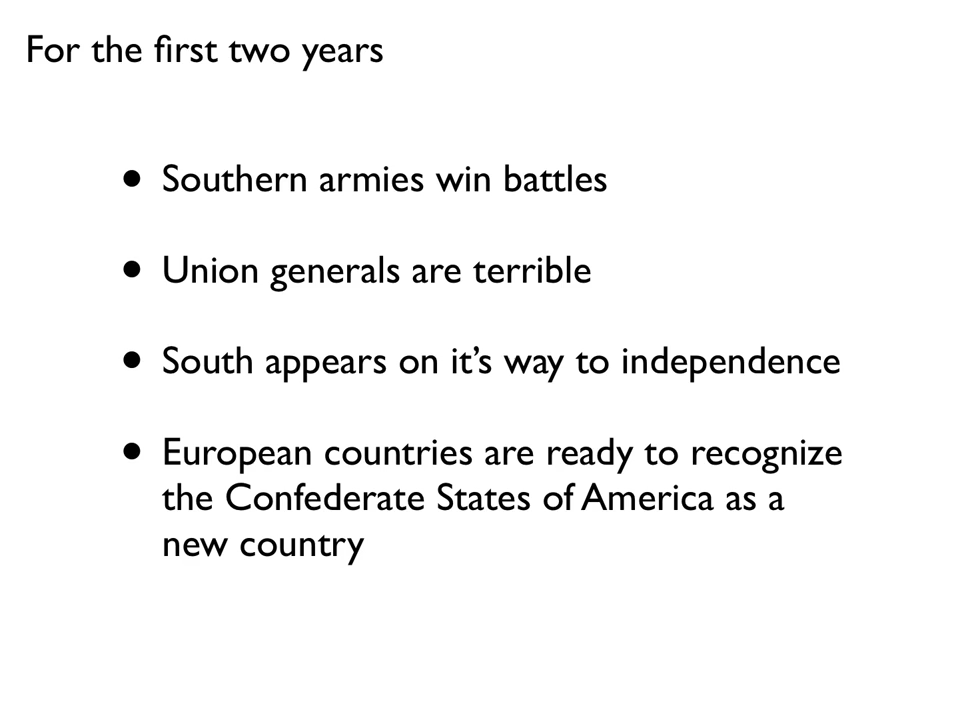 For the first two years
• Southern armies win battles
• Union generals are terrible
• South appears on it’s way to independence
• European countries are ready to recognize
the Confederate States of America as a
new country